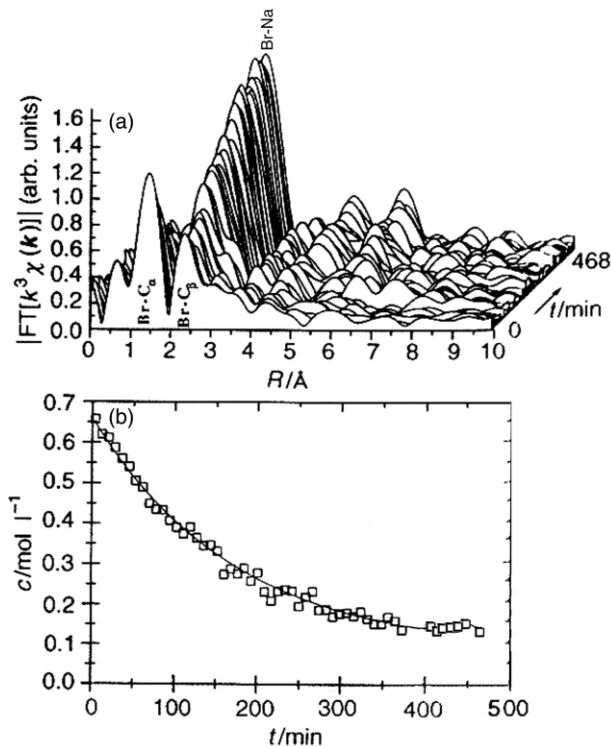 Br-Na
(a)
|FT[k³χ(k)]| (arb. units)
1.6
1.4
1.2
1.0
0.8
0.6
0.4
0.2
0.0
Br-Cα
Br-Cβ
468
t/min
0
0 1 2 3 4 5 6 7 8 9 10
R/Å
(b)
c/mol l⁻¹
0.7
0.6
0.5
0.4
0.3
0.2
0.1
0.0
0 100 200 300 400 500
t/min